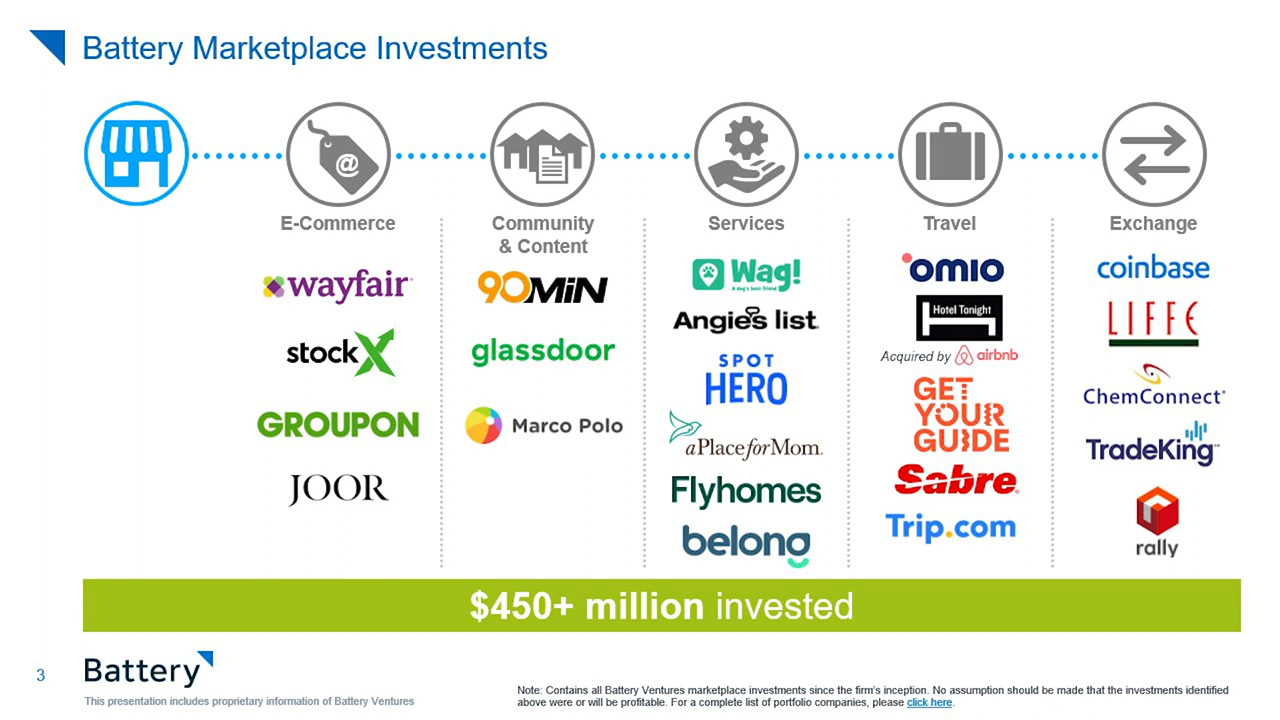 Battery Marketplace Investments
@
E-Commerce
wayfair
stockX
GROUPON
JOOR
Community
& Content
90MiN
glassdoor
Marco Polo
Services
Wag!
A dog's best friend
Angie's list.
SPOT
HERO
aPlaceforMom.
Flyhomes
belong
Travel
OMIO
Hotel Tonight
Acquired by airbnb
GET
YOUR
GUIDE
Sabre
Trip.com
Exchange
coinbase
LIFFE
ChemConnect®
TradeKing™
rally
$450+ million invested
3
Battery
This presentation includes proprietary information of Battery Ventures
Note: Contains all Battery Ventures marketplace investments since the firm's inception. No assumption should be made that the investments identified
above were or will be profitable. For a complete list of portfolio companies, please click here.